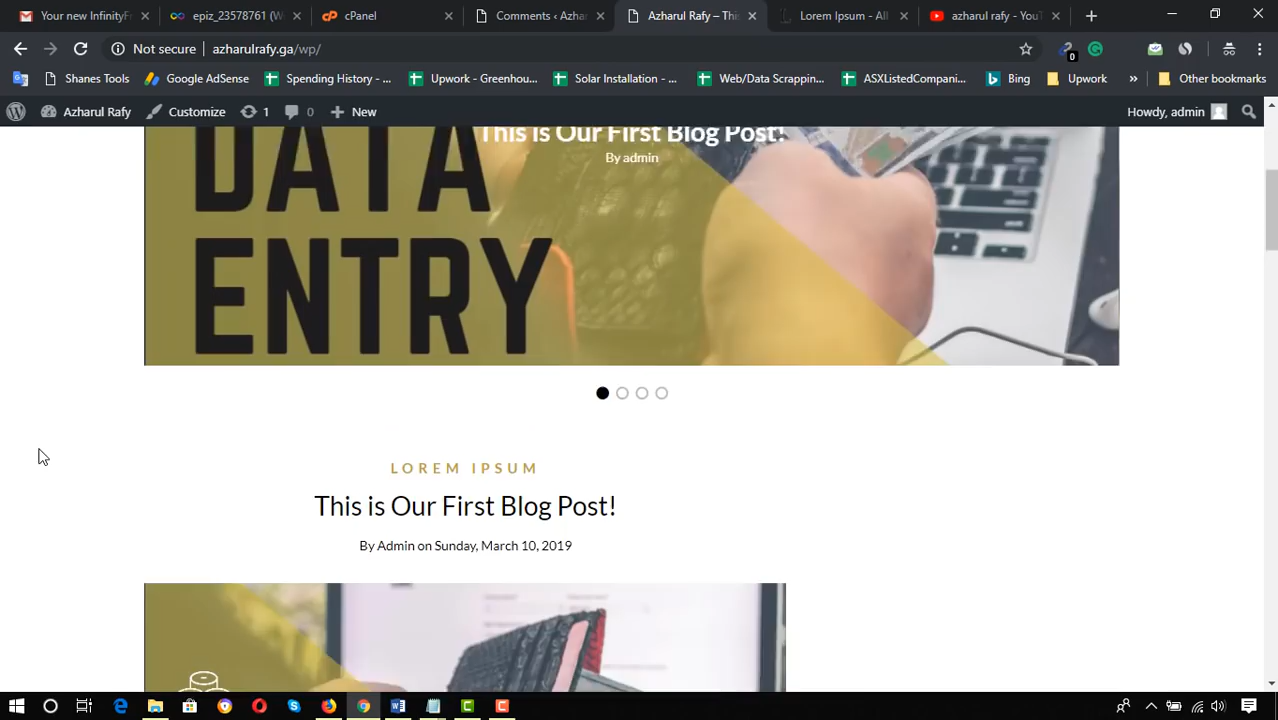 Your new InfinityF
epiz_23578761 (W
cPanel
Comments ‹ Azhar
Azharul Rafy – Thi
Lorem Ipsum - All
azharul rafy - YouT
Not secure
azharulrafy.ga/wp/
0
Shanes Tools
Google AdSense
Spending History - ...
Upwork - Greenhou...
Solar Installation - ...
Web/Data Scrappin...
ASXListedCompani...
Bing
Upwork
»
Other bookmarks
Azharul Rafy
Customize
1
0
New
Howdy, admin
This is Our First Blog Post!
By admin
DATA
ENTRY
LOREM IPSUM
This is Our First Blog Post!
By Admin on Sunday, March 10, 2019